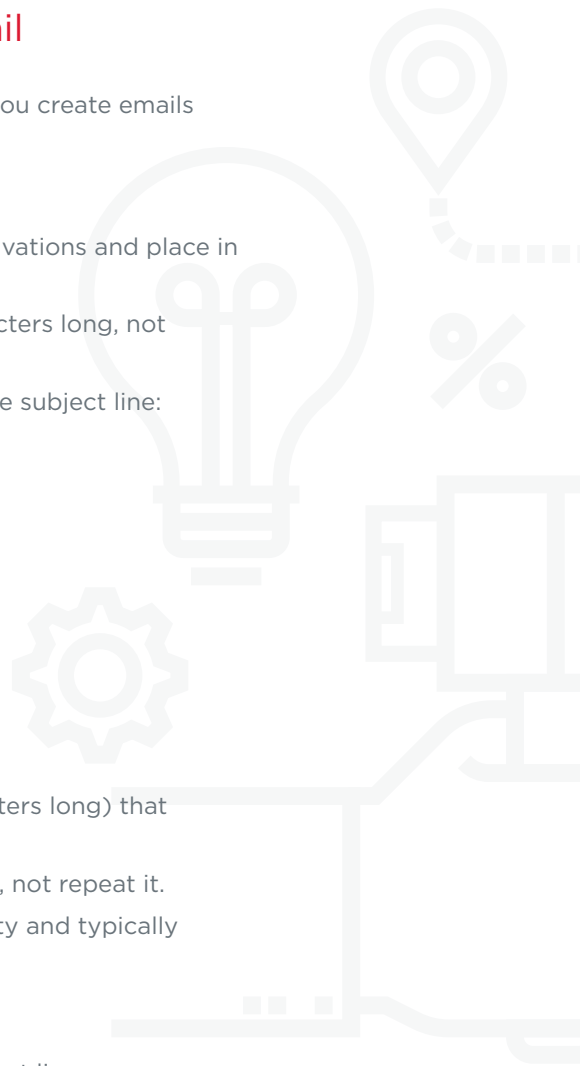 il
ou create emails
vations and place in
cters long, not
e subject line:
ters long) that
, not repeat it.
ty and typically